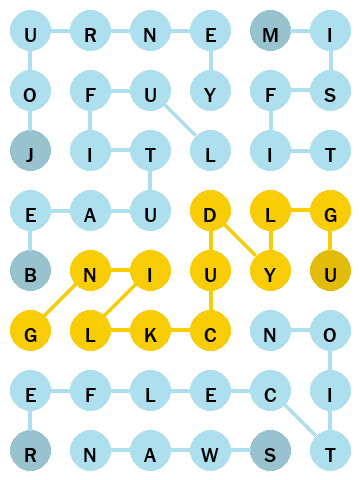 U R N E M I
O F U Y F S
J I T L I T
E A U D L G
B N I U Y U
G L K C N O
E F L E C I
R N A W S T